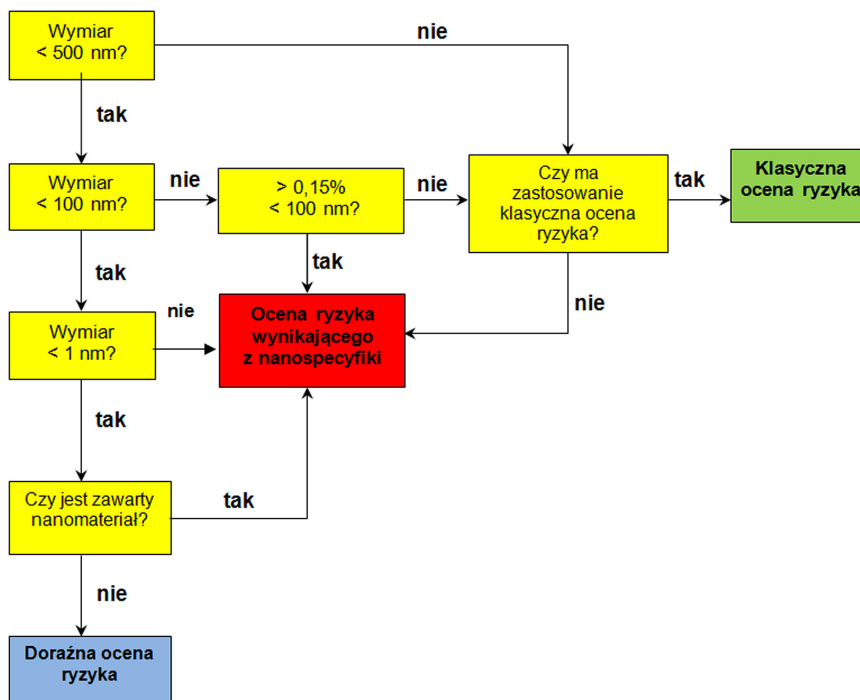 Wymiar
< 500 nm?
nie
tak
Wymiar
< 100 nm?
nie
> 0,15%
< 100 nm?
nie
Czy ma
zastosowanie
klasyczna ocena
ryzyka?
tak
Klasyczna
ocena ryzyka
tak
tak
nie
Wymiar
< 1 nm?
nie
Ocena ryzyka
wynikającego
z nanospecyfiki
tak
Czy jest zawarty
nanomateriał?
tak
nie
Doraźna ocena
ryzyka